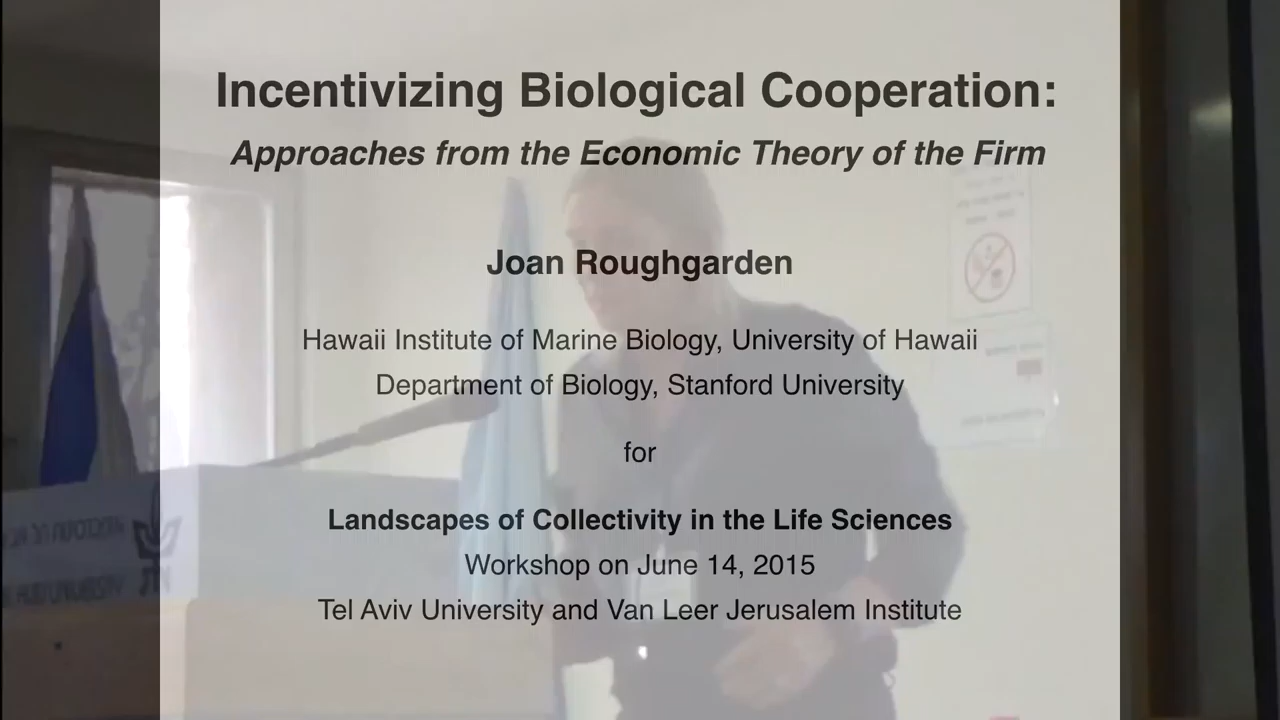 Incentivizing Biological Cooperation:
Approaches from the Economic Theory of the Firm
Joan Roughgarden
Hawaii Institute of Marine Biology, University of Hawaii
Department of Biology, Stanford University
for
Landscapes of Collectivity in the Life Sciences
Workshop on June 14, 2015
Tel Aviv University and Van Leer Jerusalem Institute